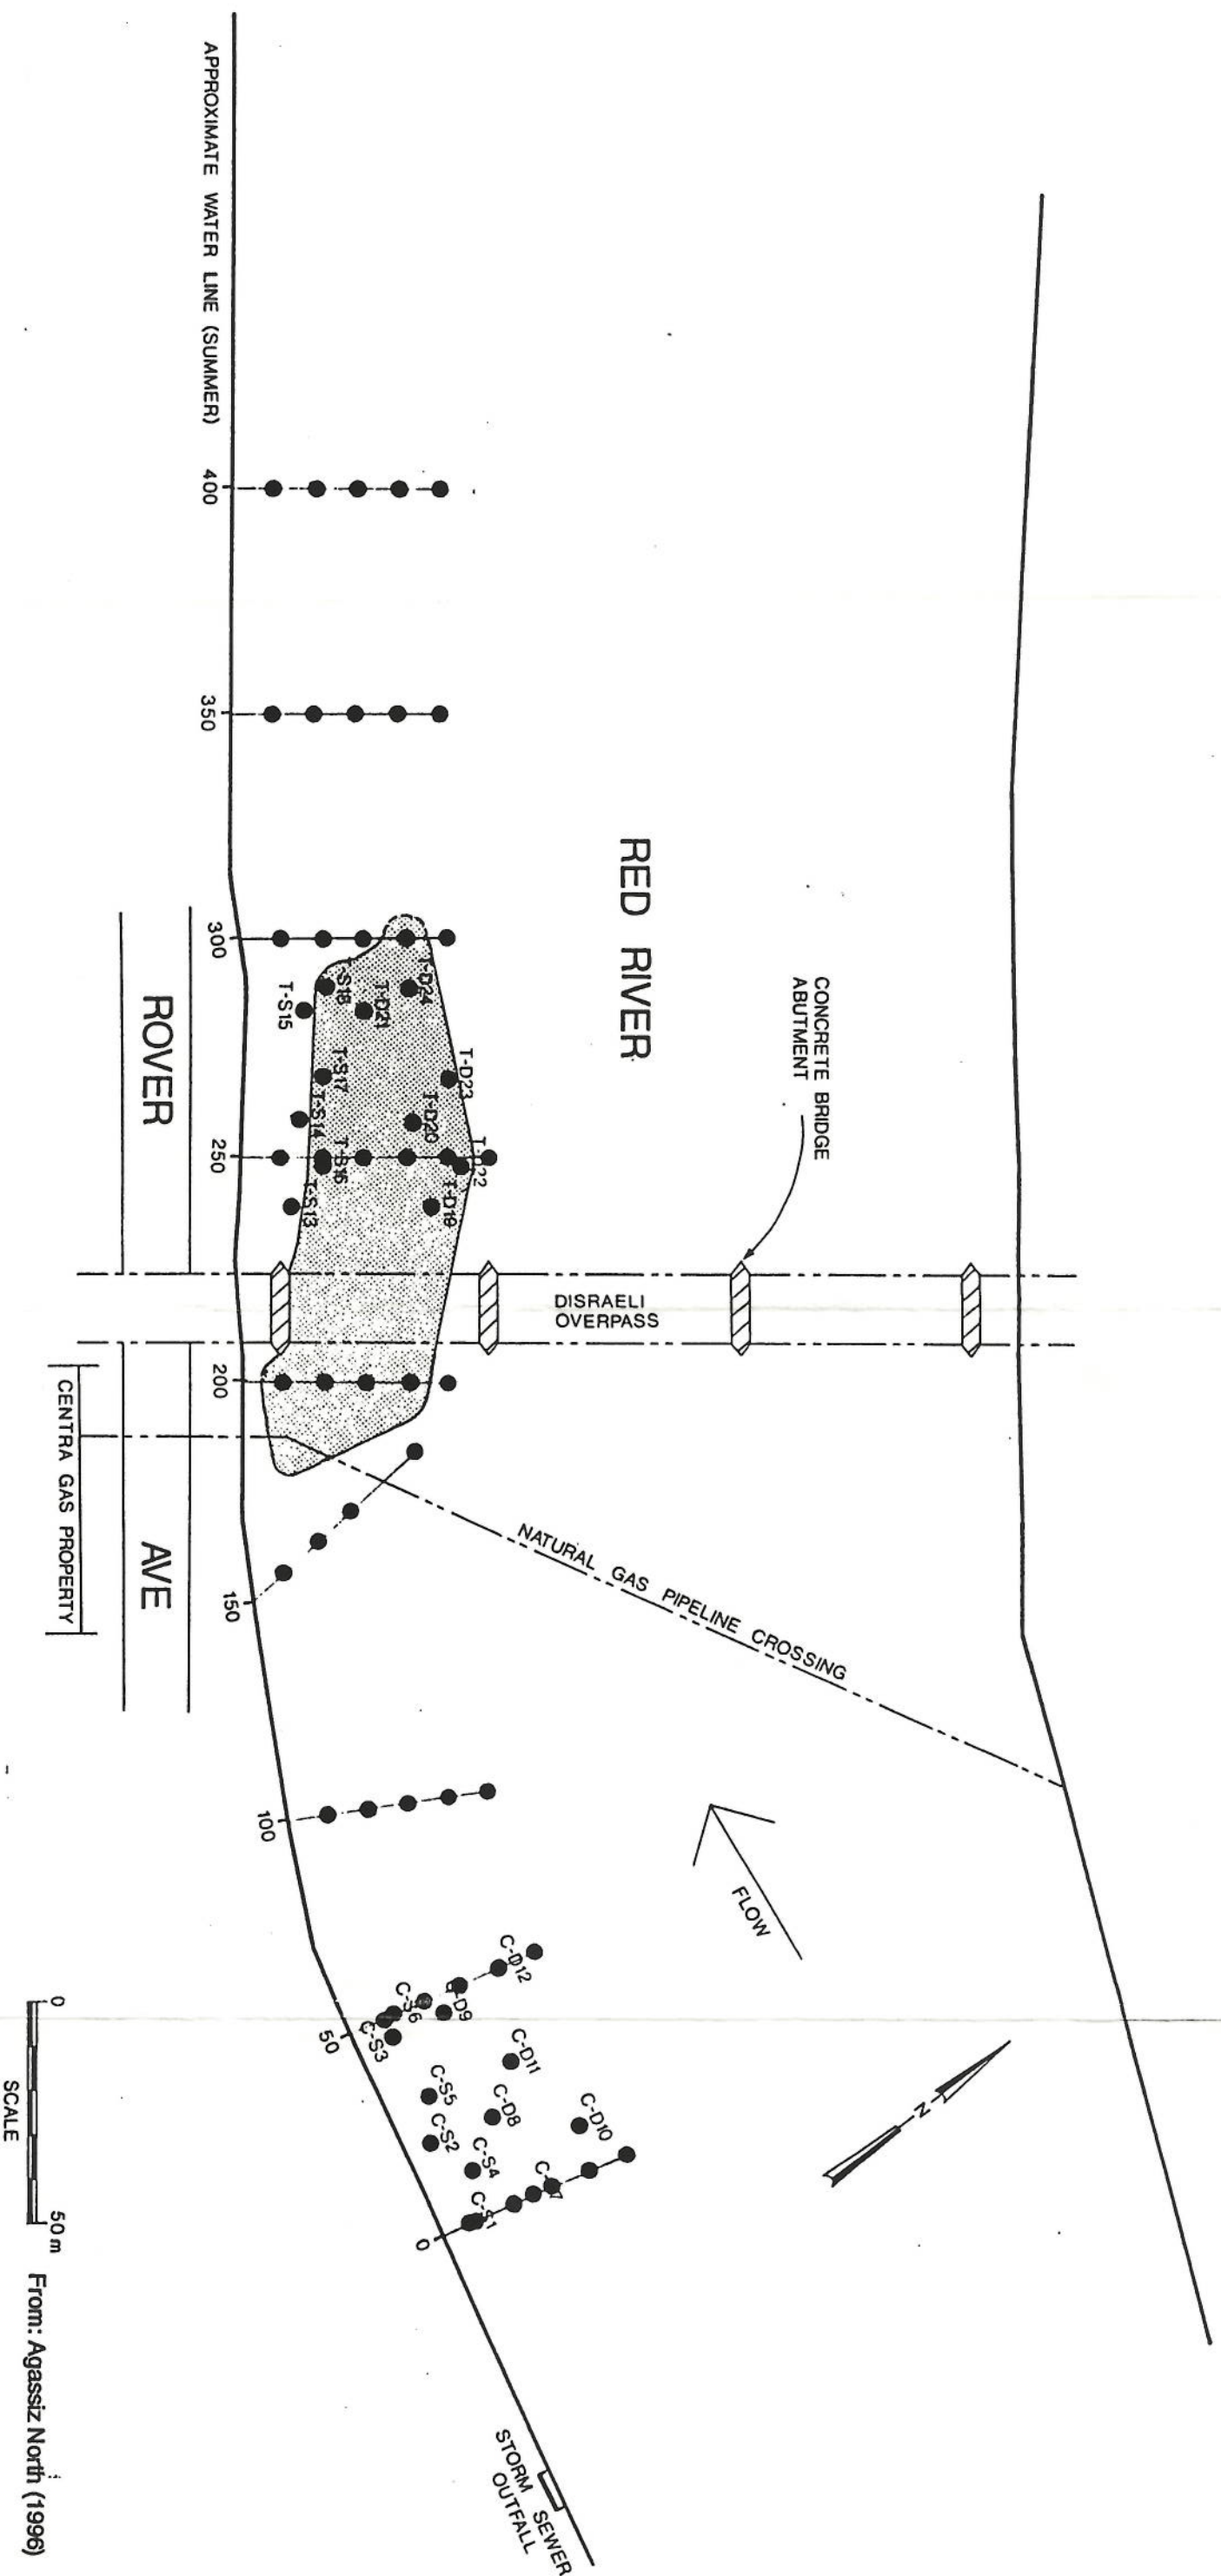 RED RIVER
CONCRETE BRIDGE
ABUTMENT
DISRAELI
OVERPASS
NATURAL GAS PIPELINE CROSSING
FLOW
N
APPROXIMATE WATER LINE (SUMMER)
400
350
300
250
200
150
100
50
0
T-D24
T-S18
T-D21
T-S15
T-D23
T-S17
T-D20
T-S14
T-D22
T-S16
T-D19
T-S13
C-D12
C-D9
C-S6
C-S3
C-D11
C-S5
C-D8
C-S2
C-D10
C-S4
C-S1
ROVER
AVE
CENTRA GAS PROPERTY
STORM SEWER
OUTFALL
0
50 m
SCALE
From: Agassiz North (1996)